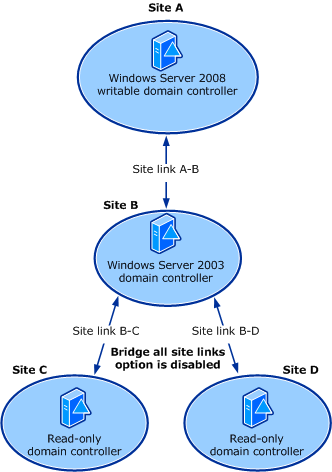 Site A
Windows Server 2008
writable domain controller
Site link A-B
Site B
Windows Server 2003
domain controller
Site link B-C
Site link B-D
Bridge all site links
option is disabled
Site C
Site D
Read-only
domain controller
Read-only
domain controller